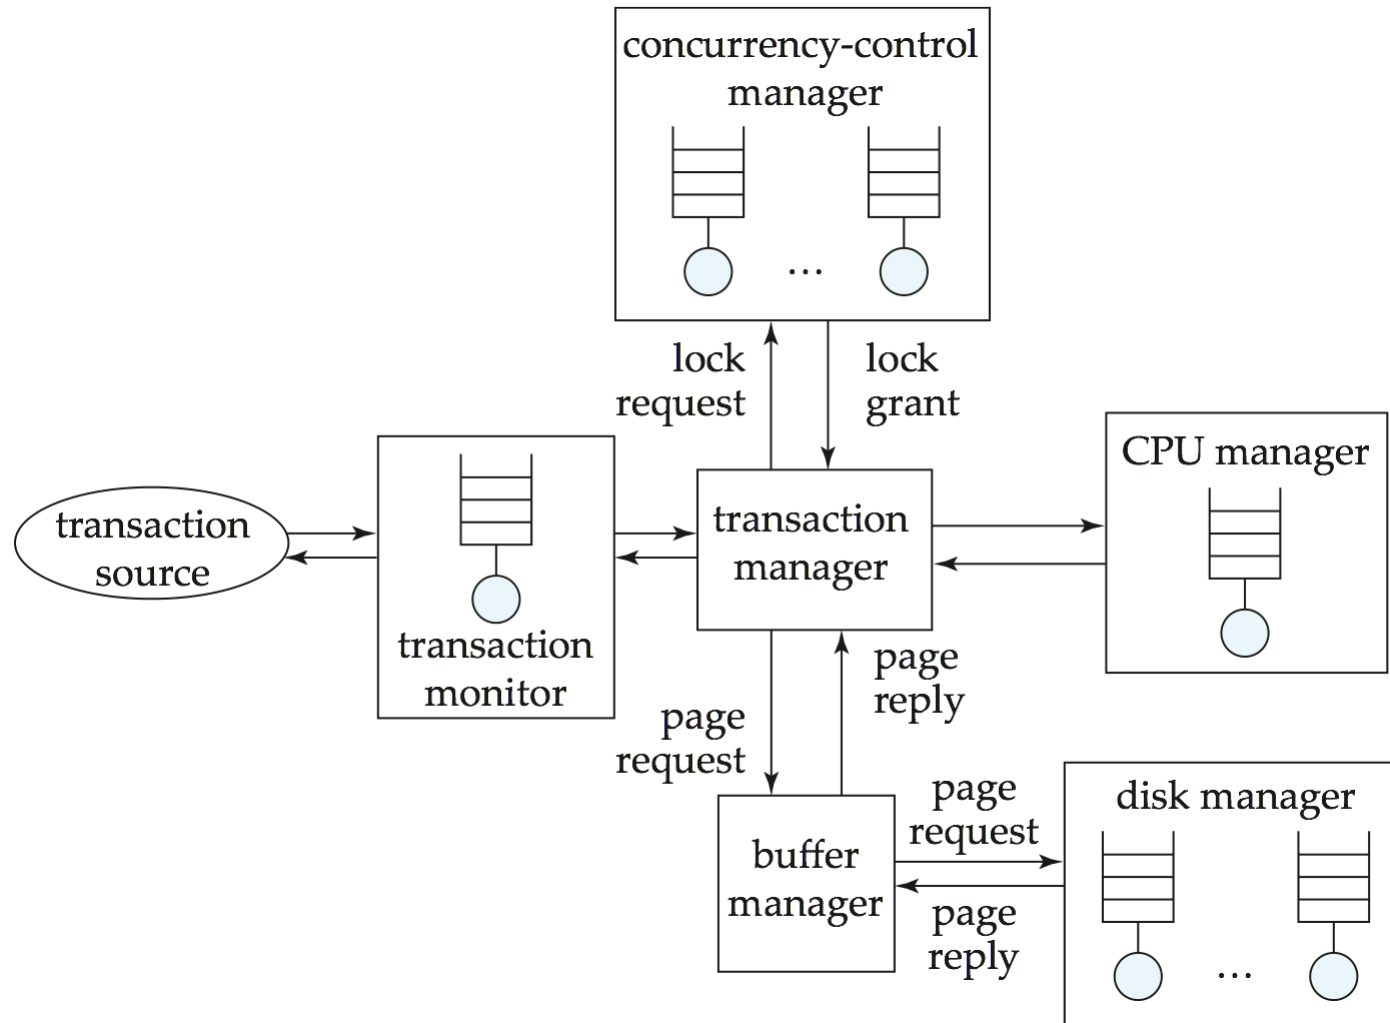 concurrency-control
manager
...
lock
request
lock
grant
CPU manager
transaction
source
transaction
monitor
transaction
manager
page
request
page
reply
buffer
manager
page
request
page
reply
disk manager
...